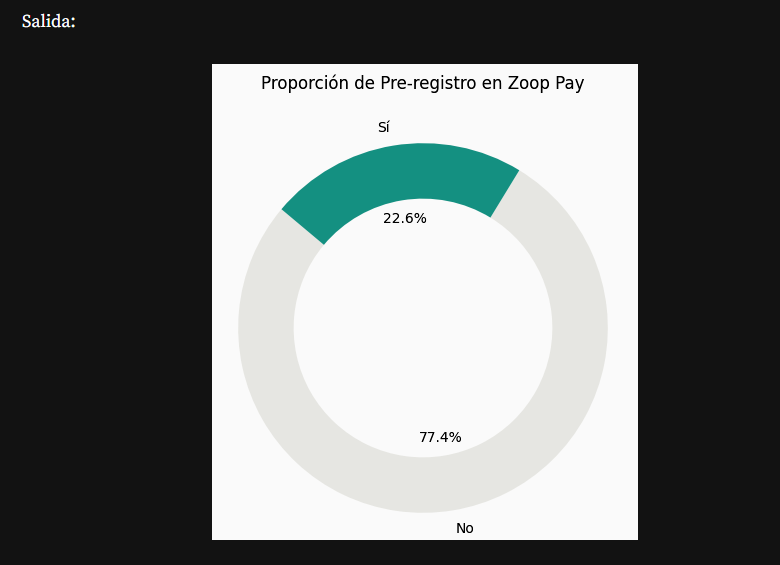 Salida:
Proporción de Pre-registro en Zoop Pay
Sí
22.6%
77.4%
No